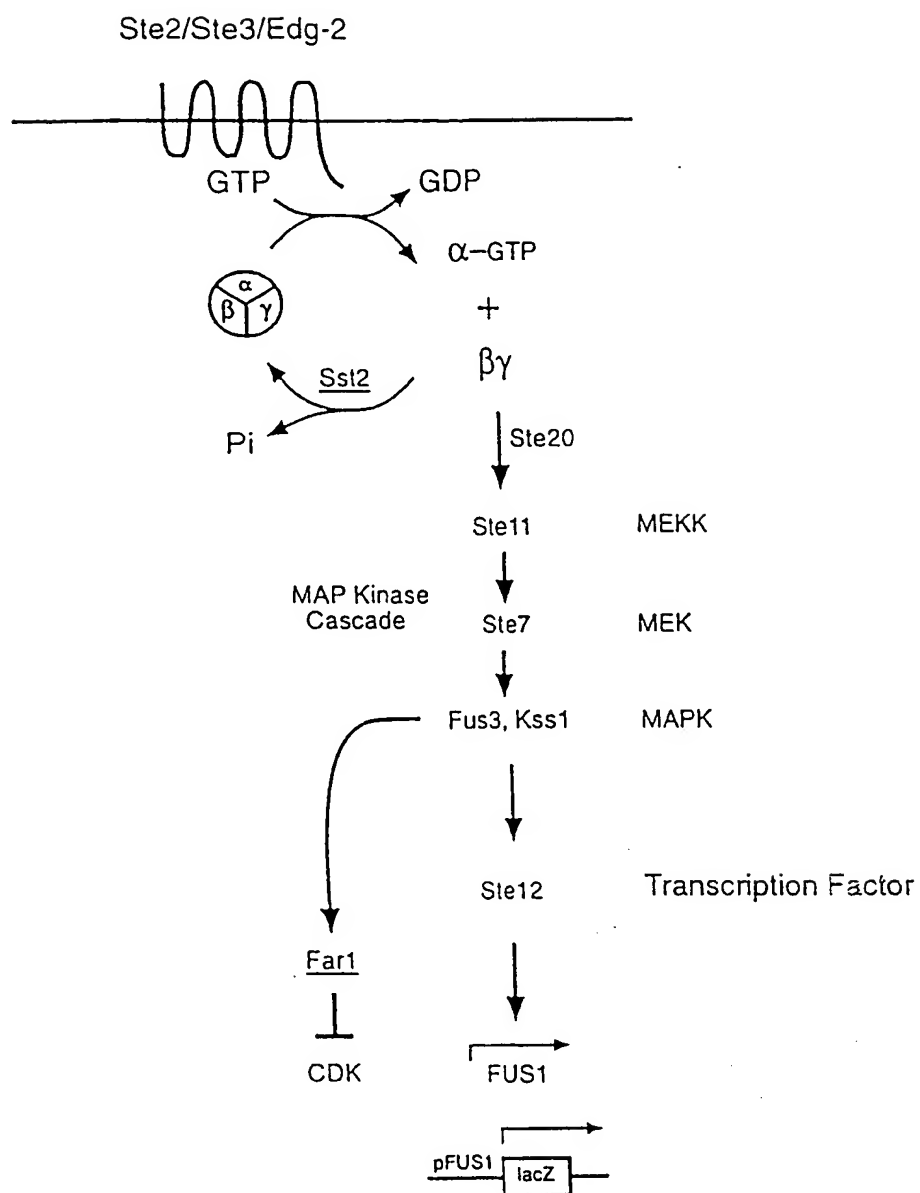 Ste2/Ste3/Edg-2
GTP
GDP
α–GTP
α
β
γ
+
βγ
Sst2
Pi
Ste20
Ste11
MEKK
MAP Kinase
Cascade
Ste7
MEK
Fus3, Kss1
MAPK
Ste12
Transcription Factor
Far1
CDK
FUS1
pFUS1
lacZ